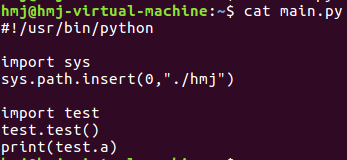 hmj@hmj-virtual-machine:~$ cat main.py
#!/usr/bin/python
import sys
sys.path.insert(0,"./hmj")
import test
test.test()
print(test.a)